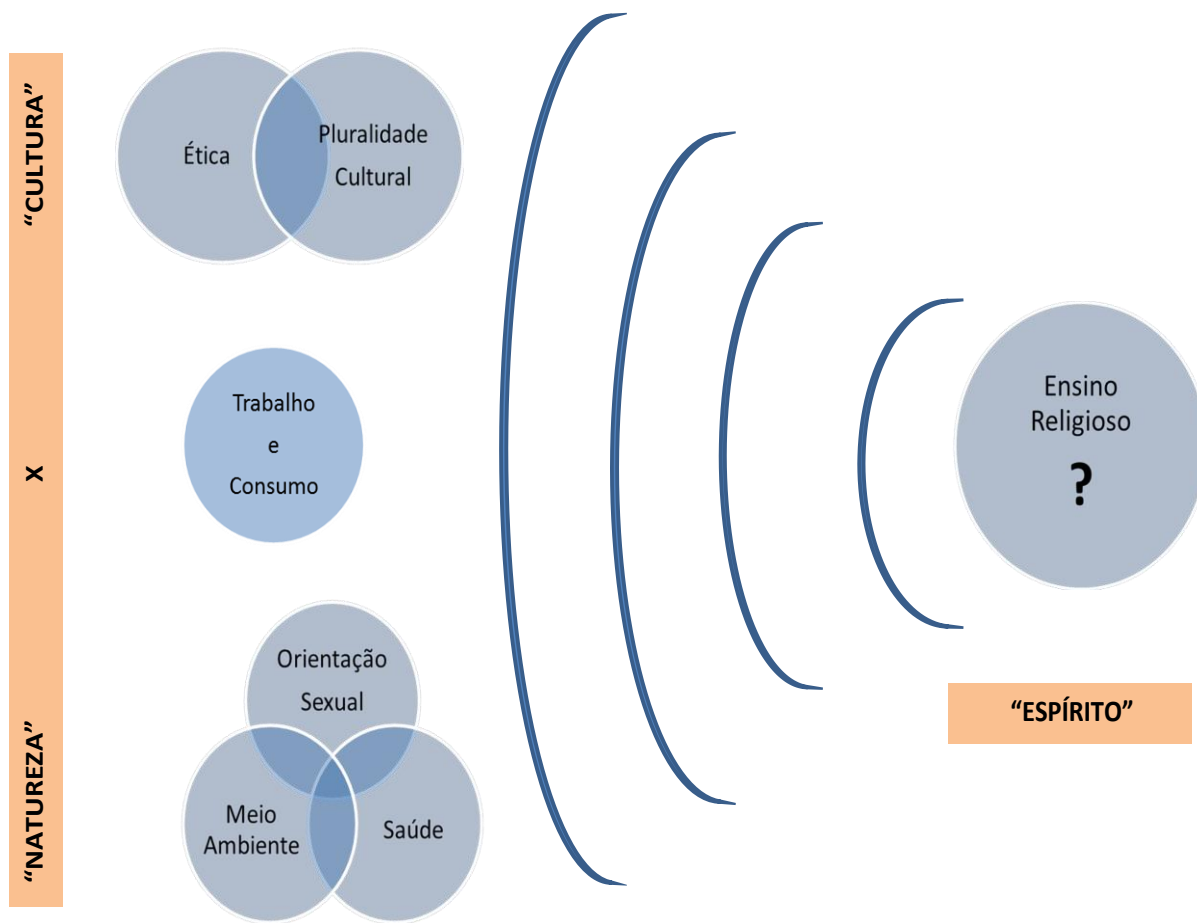 “CULTURA”
X
“NATUREZA”
Ética
Pluralidade
Cultural
Trabalho
e
Consumo
Orientação
Sexual
Meio
Ambiente
Saúde
Ensino
Religioso
?
“ESPÍRITO”